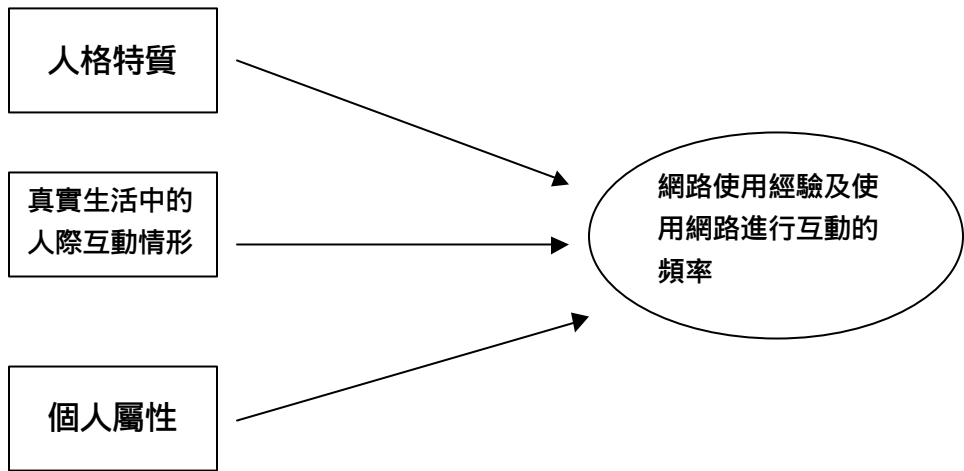 人格特質
真實生活中的
人際互動情形
個人屬性
網路使用經驗及使
用網路進行互動的
頻率